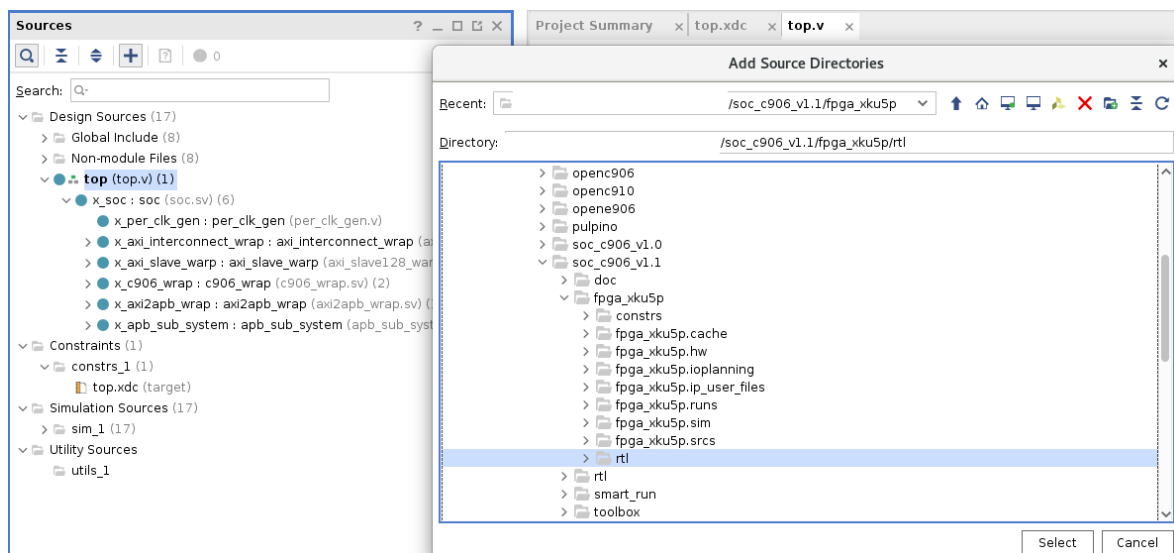 Sources
Search:
Design Sources (17)
Global Include (8)
Non-module Files (8)
top (top.v) (1)
x_soc : soc (soc.sv) (6)
x_per_clk_gen : per_clk_gen (per_clk_gen.v)
x_axi_interconnect_wrap : axi_interconnect_wrap
x_axi_slave_warp : axi_slave_warp (axi_slave128_war
x_c906_wrap : c906_wrap (c906_wrap.sv) (2)
x_axi2apb_wrap : axi2apb_wrap (axi2apb_wrap.sv) (
x_apb_sub_system : apb_sub_system (apb_sub_syst
Constraints (1)
constrs_1 (1)
top.xdc (target)
Simulation Sources (17)
sim_1 (17)
Utility Sources
utils_1
0
Project Summary
top.xdc
top.v
Add Source Directories
Recent: /soc_c906_v1.1/fpga_xku5p
Directory: /soc_c906_v1.1/fpga_xku5p/rtl
openc906
openc910
opene906
pulpino
soc_c906_v1.0
soc_c906_v1.1
doc
fpga_xku5p
constrs
fpga_xku5p.cache
fpga_xku5p.hw
fpga_xku5p.ioplanning
fpga_xku5p.ip_user_files
fpga_xku5p.runs
fpga_xku5p.sim
fpga_xku5p.srcs
rtl
rtl
smart_run
toolbox
Select
Cancel